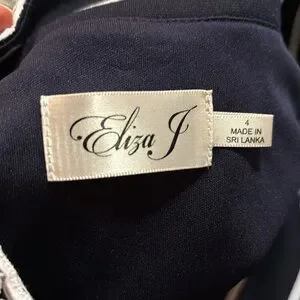 Eliza J
4
MADE IN
SRI LANKA